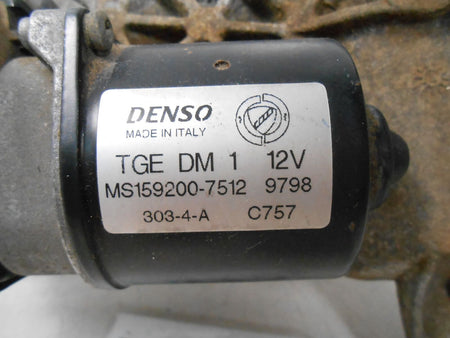 DENSO
MADE IN ITALY
TGE DM 1 12V
MS159200-7512 9798
303-4-A C757